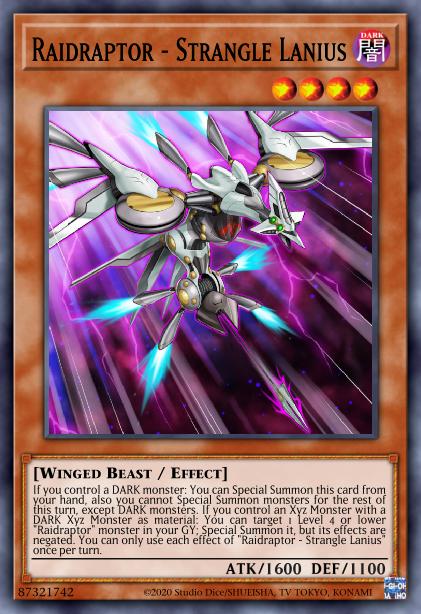 Raidraptor - Strangle Lanius
DARK
闇
[Winged Beast / Effect]
If you control a DARK monster: You can Special Summon this card from
your hand, also you cannot Special Summon monsters for the rest of
this turn, except DARK monsters. If you control an Xyz Monster with a
DARK Xyz Monster as material: You can target 1 Level 4 or lower
"Raidraptor" monster in your GY; Special Summon it, but its effects are
negated. You can only use each effect of "Raidraptor - Strangle Lanius"
once per turn.
ATK/1600 DEF/1100
87321742
©2020 Studio Dice/SHUEISHA, TV TOKYO, KONAMI